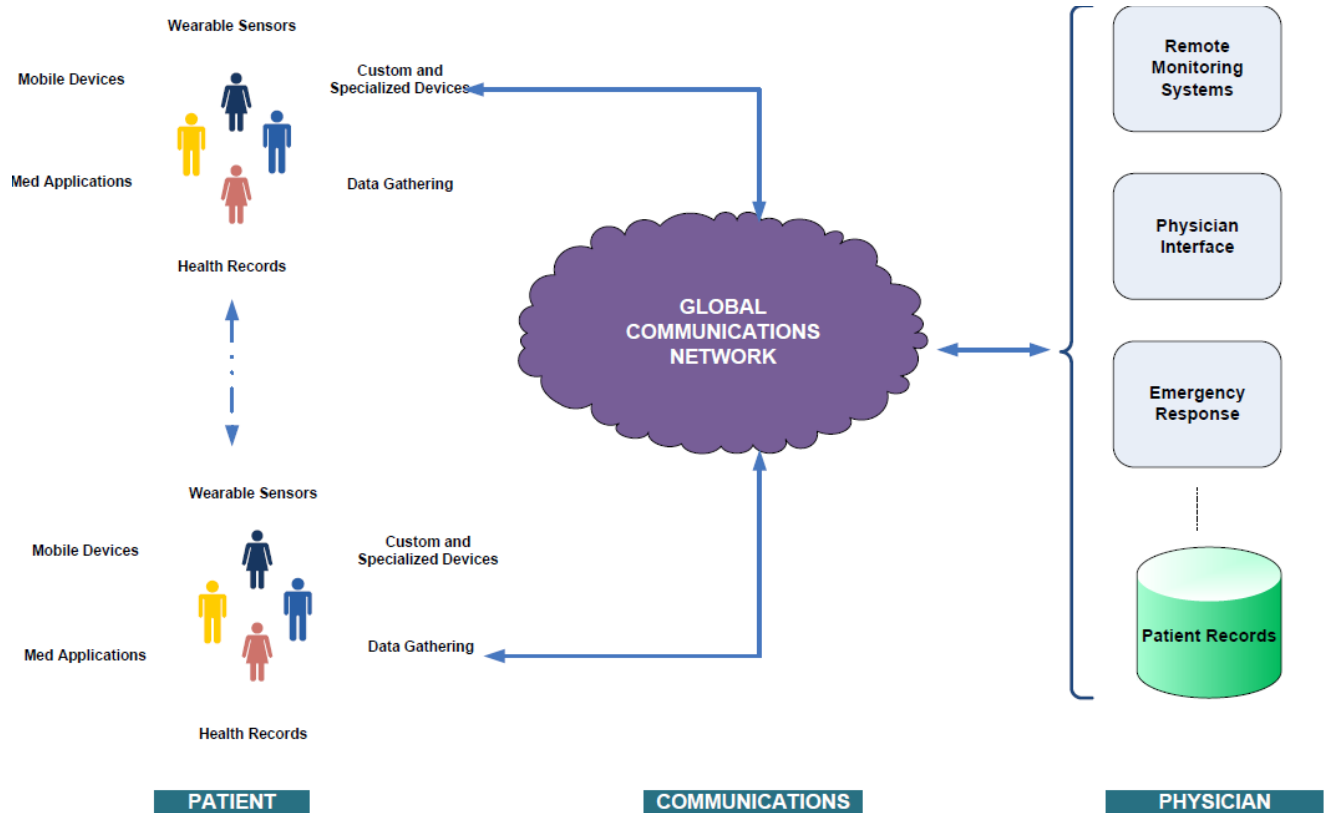 Wearable Sensors
Mobile Devices
Custom and
Specialized Devices
Med Applications
Data Gathering
Health Records
Wearable Sensors
Mobile Devices
Custom and
Specialized Devices
Med Applications
Data Gathering
Health Records
PATIENT
GLOBAL
COMMUNICATIONS
NETWORK
COMMUNICATIONS
Remote
Monitoring
Systems
Physician
Interface
Emergency
Response
Patient Records
PHYSICIAN